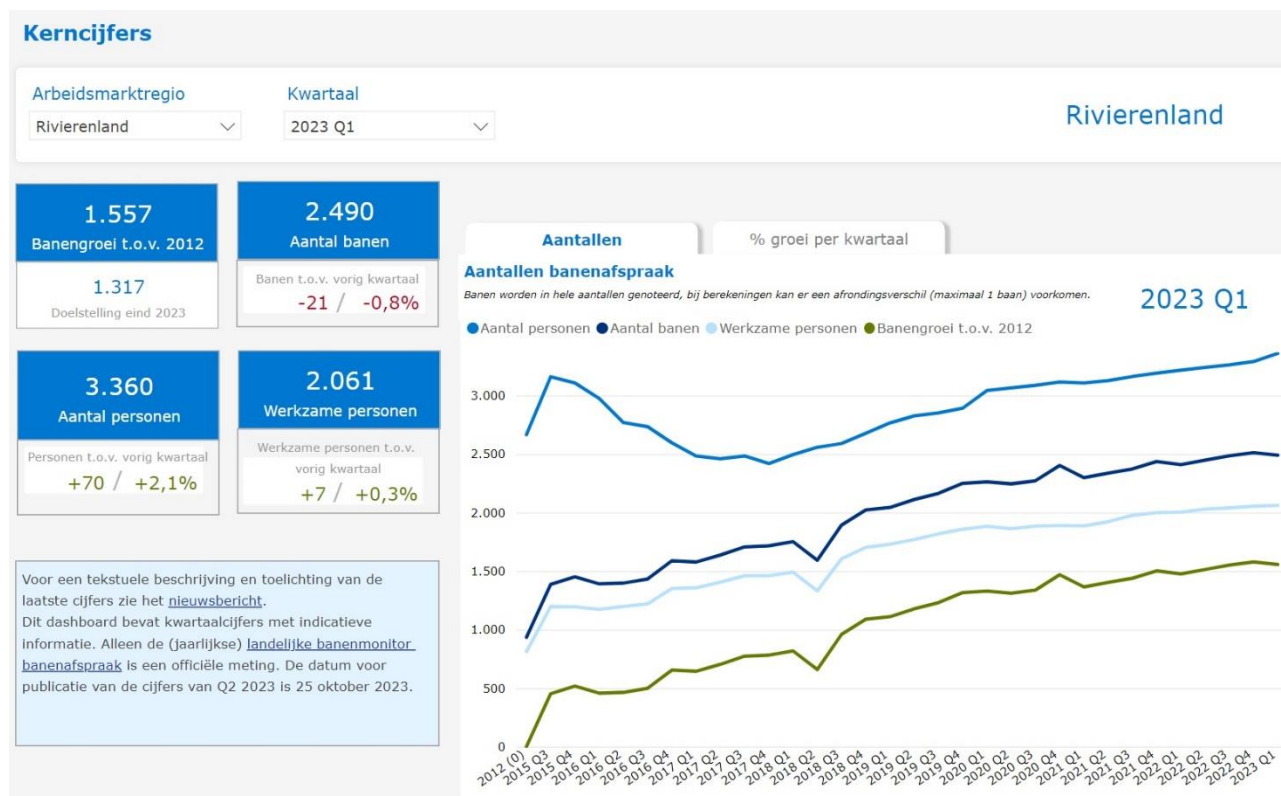 Kerncijfers
Arbeidsmarktregio
Kwartaal
Rivierenland
2023 Q1
Rivierenland
1.557
Banengroei t.o.v. 2012
1.317
Doelstelling eind 2023
2.490
Aantal banen
Banen t.o.v. vorig kwartaal
-21 / -0,8%
3.360
Aantal personen
Personen t.o.v. vorig kwartaal
+70 / +2,1%
2.061
Werkzame personen
Werkzame personen t.o.v.
vorig kwartaal
+7 / +0,3%
Voor een tekstuele beschrijving en toelichting van de
laatste cijfers zie het nieuwsbericht.
Dit dashboard bevat kwartaalcijfers met indicatieve
informatie. Alleen de (jaarlijkse) landelijke banenmonitor
banenafspraak is een officiële meting. De datum voor
publicatie van de cijfers van Q2 2023 is 25 oktober 2023.
Aantallen
% groei per kwartaal
Aantallen banenafspraak
Banen worden in hele aantallen genoteerd, bij berekeningen kan er een afrondingsverschil (maximaal 1 baan) voorkomen.
2023 Q1
Aantal personen Aantal banen Werkzame personen Banengroei t.o.v. 2012
3.000
2.500
2.000
1.500
1.000
500
0
2012 (0)
2015 Q3
2015 Q4
2016 Q1
2016 Q2
2016 Q3
2016 Q4
2017 Q1
2017 Q2
2017 Q3
2017 Q4
2018 Q1
2018 Q2
2018 Q3
2018 Q4
2019 Q1
2019 Q2
2019 Q3
2019 Q4
2020 Q1
2020 Q2
2020 Q3
2020 Q4
2021 Q1
2021 Q2
2021 Q3
2021 Q4
2022 Q1
2022 Q2
2022 Q3
2022 Q4
2023 Q1